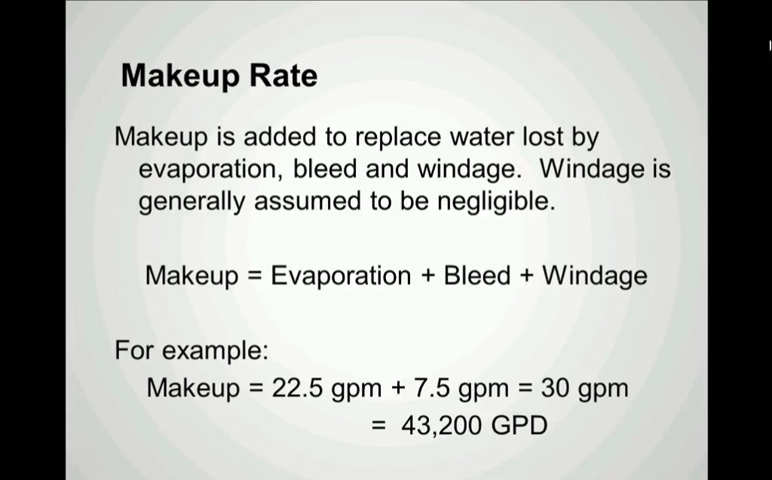 Makeup Rate
Makeup is added to replace water lost by
evaporation, bleed and windage. Windage is
generally assumed to be negligible.
Makeup = Evaporation + Bleed + Windage
For example:
Makeup = 22.5 gpm + 7.5 gpm = 30 gpm
= 43,200 GPD